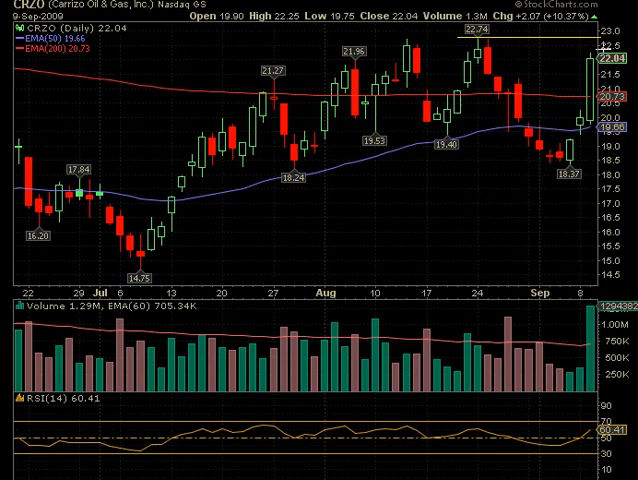 CRZO (Carrizo Oil & Gas, Inc.) Nasdaq GS
© StockCharts.com
9-Sep-2009 Open 19.90 High 22.25 Low 19.75 Close 22.04 Volume 1.3M Chg +2.07 (+10.37%)
CRZO (Daily) 22.04
EMA(50) 19.66
EMA(200) 20.73
22.74
21.96
21.27
19.53
19.40
18.24
18.37
17.84
16.20
14.75
23.0
22.5
22.04
21.5
20.73
20.0
19.66
19.0
18.5
18.0
17.5
17.0
16.5
16.0
15.5
15.0
14.5
22 Jul 6 13 20 27 Aug 10 17 24 Sep 8
Volume 1.29M, EMA(60) 705.34K
1294382
1.00M
750K
500K
250K
RSI(14) 60.41
90
70
60.41
50
30
10